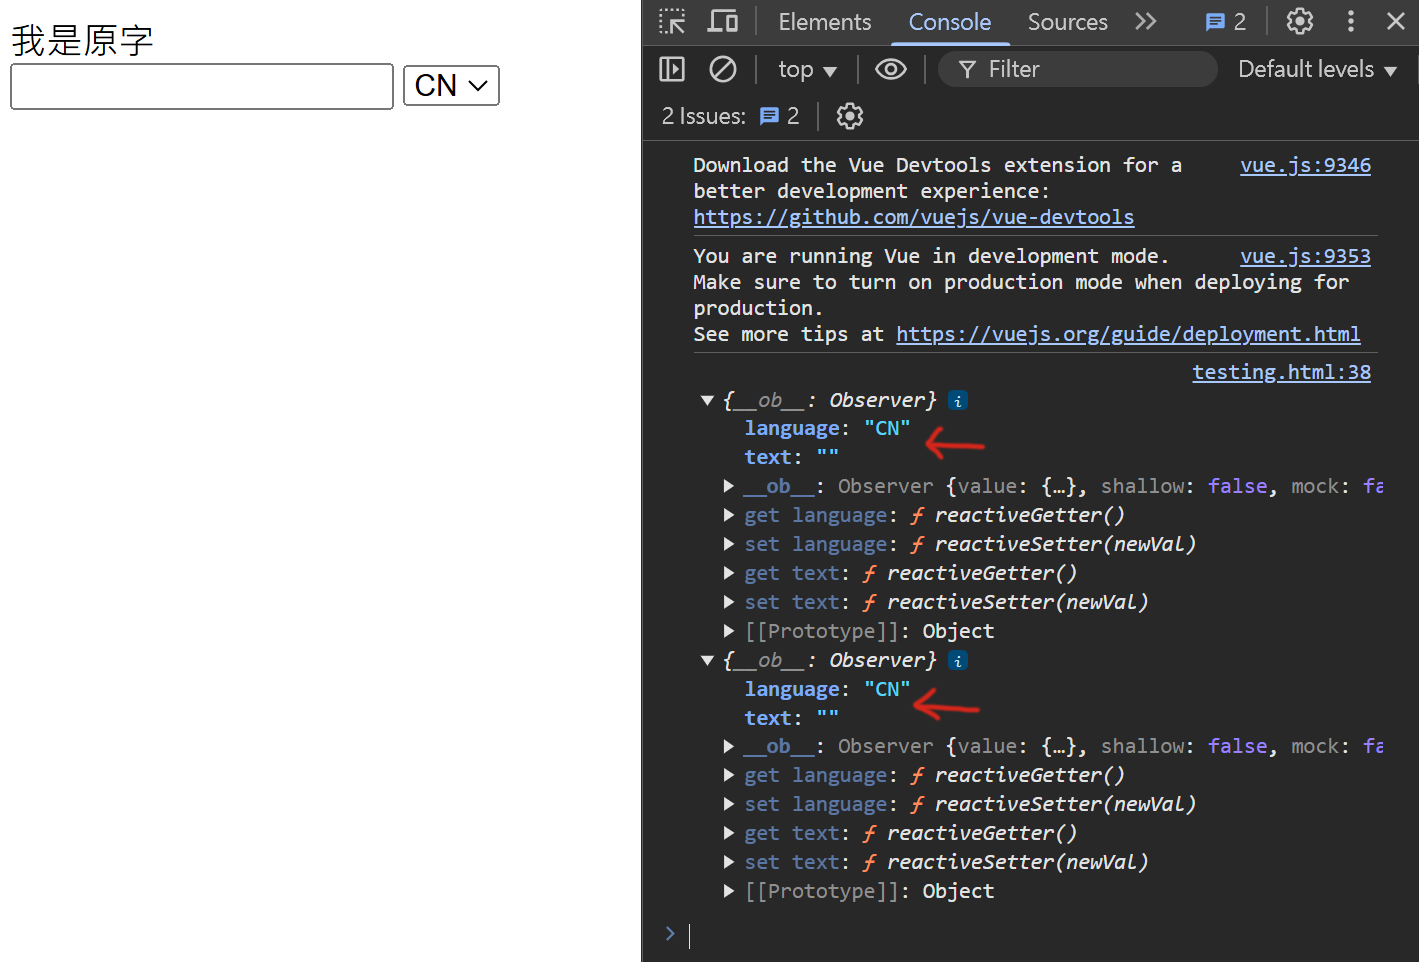 我是原字
CN
Elements Console Sources 2
top Filter Default levels
2 Issues: 2
Download the Vue Devtools extension for a vue.js:9346
better development experience:
https://github.com/vuejs/vue-devtools
You are running Vue in development mode. vue.js:9353
Make sure to turn on production mode when deploying for
production.
See more tips at https://vuejs.org/guide/deployment.html
testing.html:38
{__ob__: Observer} i
language: "CN"
text: ""
__ob__: Observer {value: {…}, shallow: false, mock: fa
get language: ƒ reactiveGetter()
set language: ƒ reactiveSetter(newVal)
get text: ƒ reactiveGetter()
set text: ƒ reactiveSetter(newVal)
[[Prototype]]: Object
{__ob__: Observer} i
language: "CN"
text: ""
__ob__: Observer {value: {…}, shallow: false, mock: fa
get language: ƒ reactiveGetter()
set language: ƒ reactiveSetter(newVal)
get text: ƒ reactiveGetter()
set text: ƒ reactiveSetter(newVal)
[[Prototype]]: Object